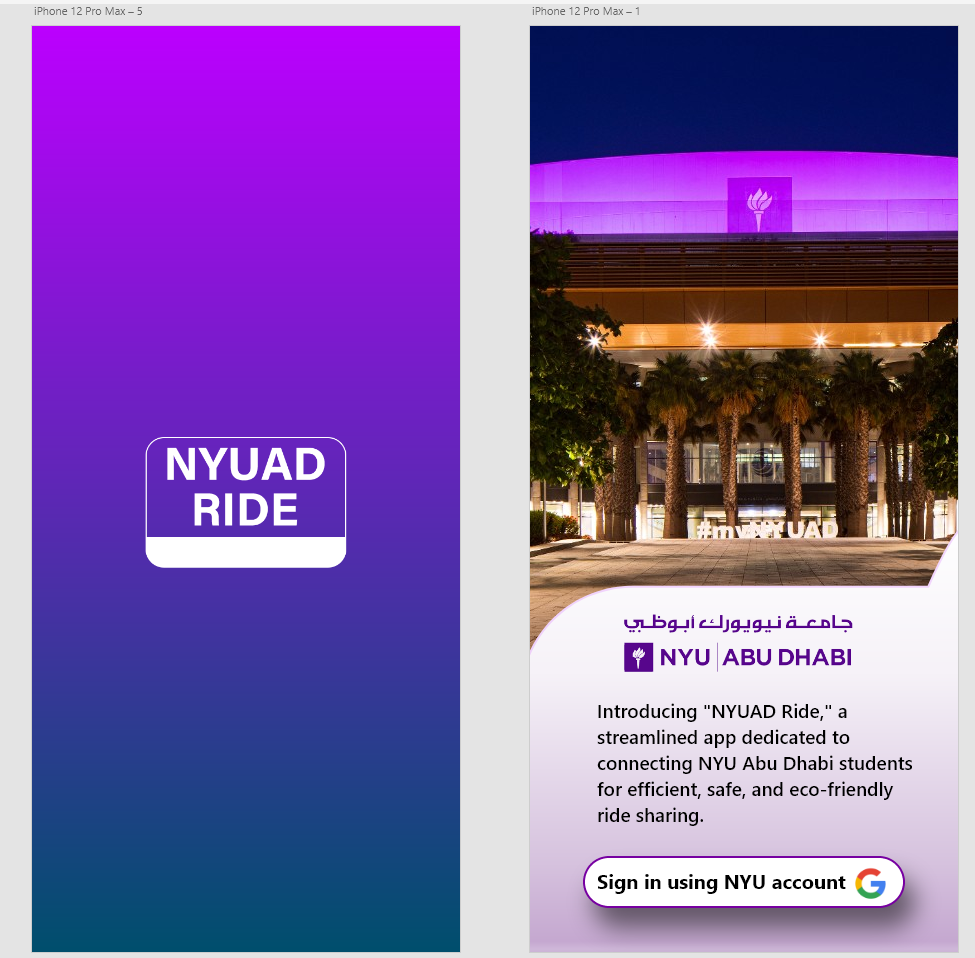 iPhone 12 Pro Max – 5
NYUAD
RIDE
iPhone 12 Pro Max – 1
#myNYUAD
جامعة نيويورك أبوظبي
NYU ABU DHABI
Introducing "NYUAD Ride," a
streamlined app dedicated to
connecting NYU Abu Dhabi students
for efficient, safe, and eco-friendly
ride sharing.
Sign in using NYU account